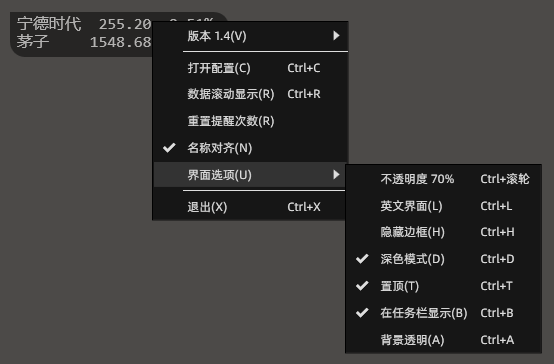 宁德时代 255.20
茅子 1548.68
版本 1.4(V)
打开配置(C) Ctrl+C
数据滚动显示(R) Ctrl+R
重置提醒次数(R)
名称对齐(N)
界面选项(U)
退出(X) Ctrl+X
不透明度 70% Ctrl+滚轮
英文界面(L) Ctrl+L
隐藏边框(H) Ctrl+H
深色模式(D) Ctrl+D
置顶(T) Ctrl+T
在任务栏显示(B) Ctrl+B
背景透明(A) Ctrl+A